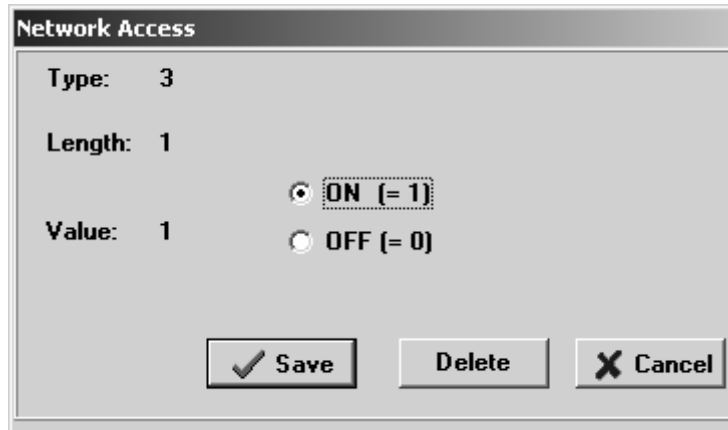 Network Access
Type: 3
Length: 1
ON (= 1)
Value: 1
OFF (= 0)
Save Delete Cancel